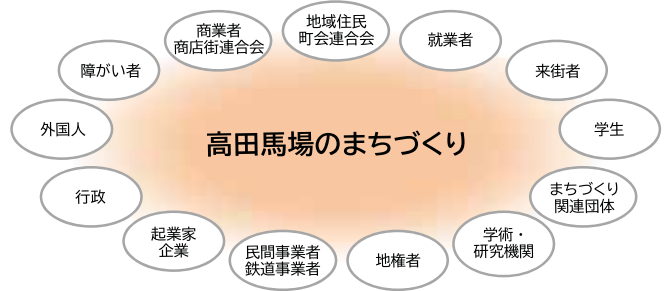 地域住民
町会連合会
商業者
商店街連合会
就業者
障がい者
来街者
外国人
学生
高田馬場のまちづくり
行政
まちづくり
関連団体
起業家
企業
学術・
研究機関
民間事業者
鉄道事業者
地権者